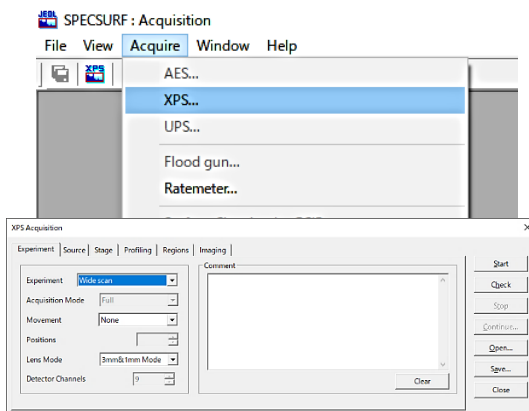 JEOL SPECSURF : Acquisition
File View Acquire Window Help
XPS
AES...
XPS...
UPS...
Flood gun...
Ratemeter...
XPS Acquisition
Experiment Source Stage Profiling Regions Imaging
Experiment Wide scan
Acquisition Mode Full
Movement None
Positions
Lens Mode 3mm&1mm Mode
Detector Channels 9
Comment
Clear
Start
Check
Stop
Continue...
Open...
Save...
Close